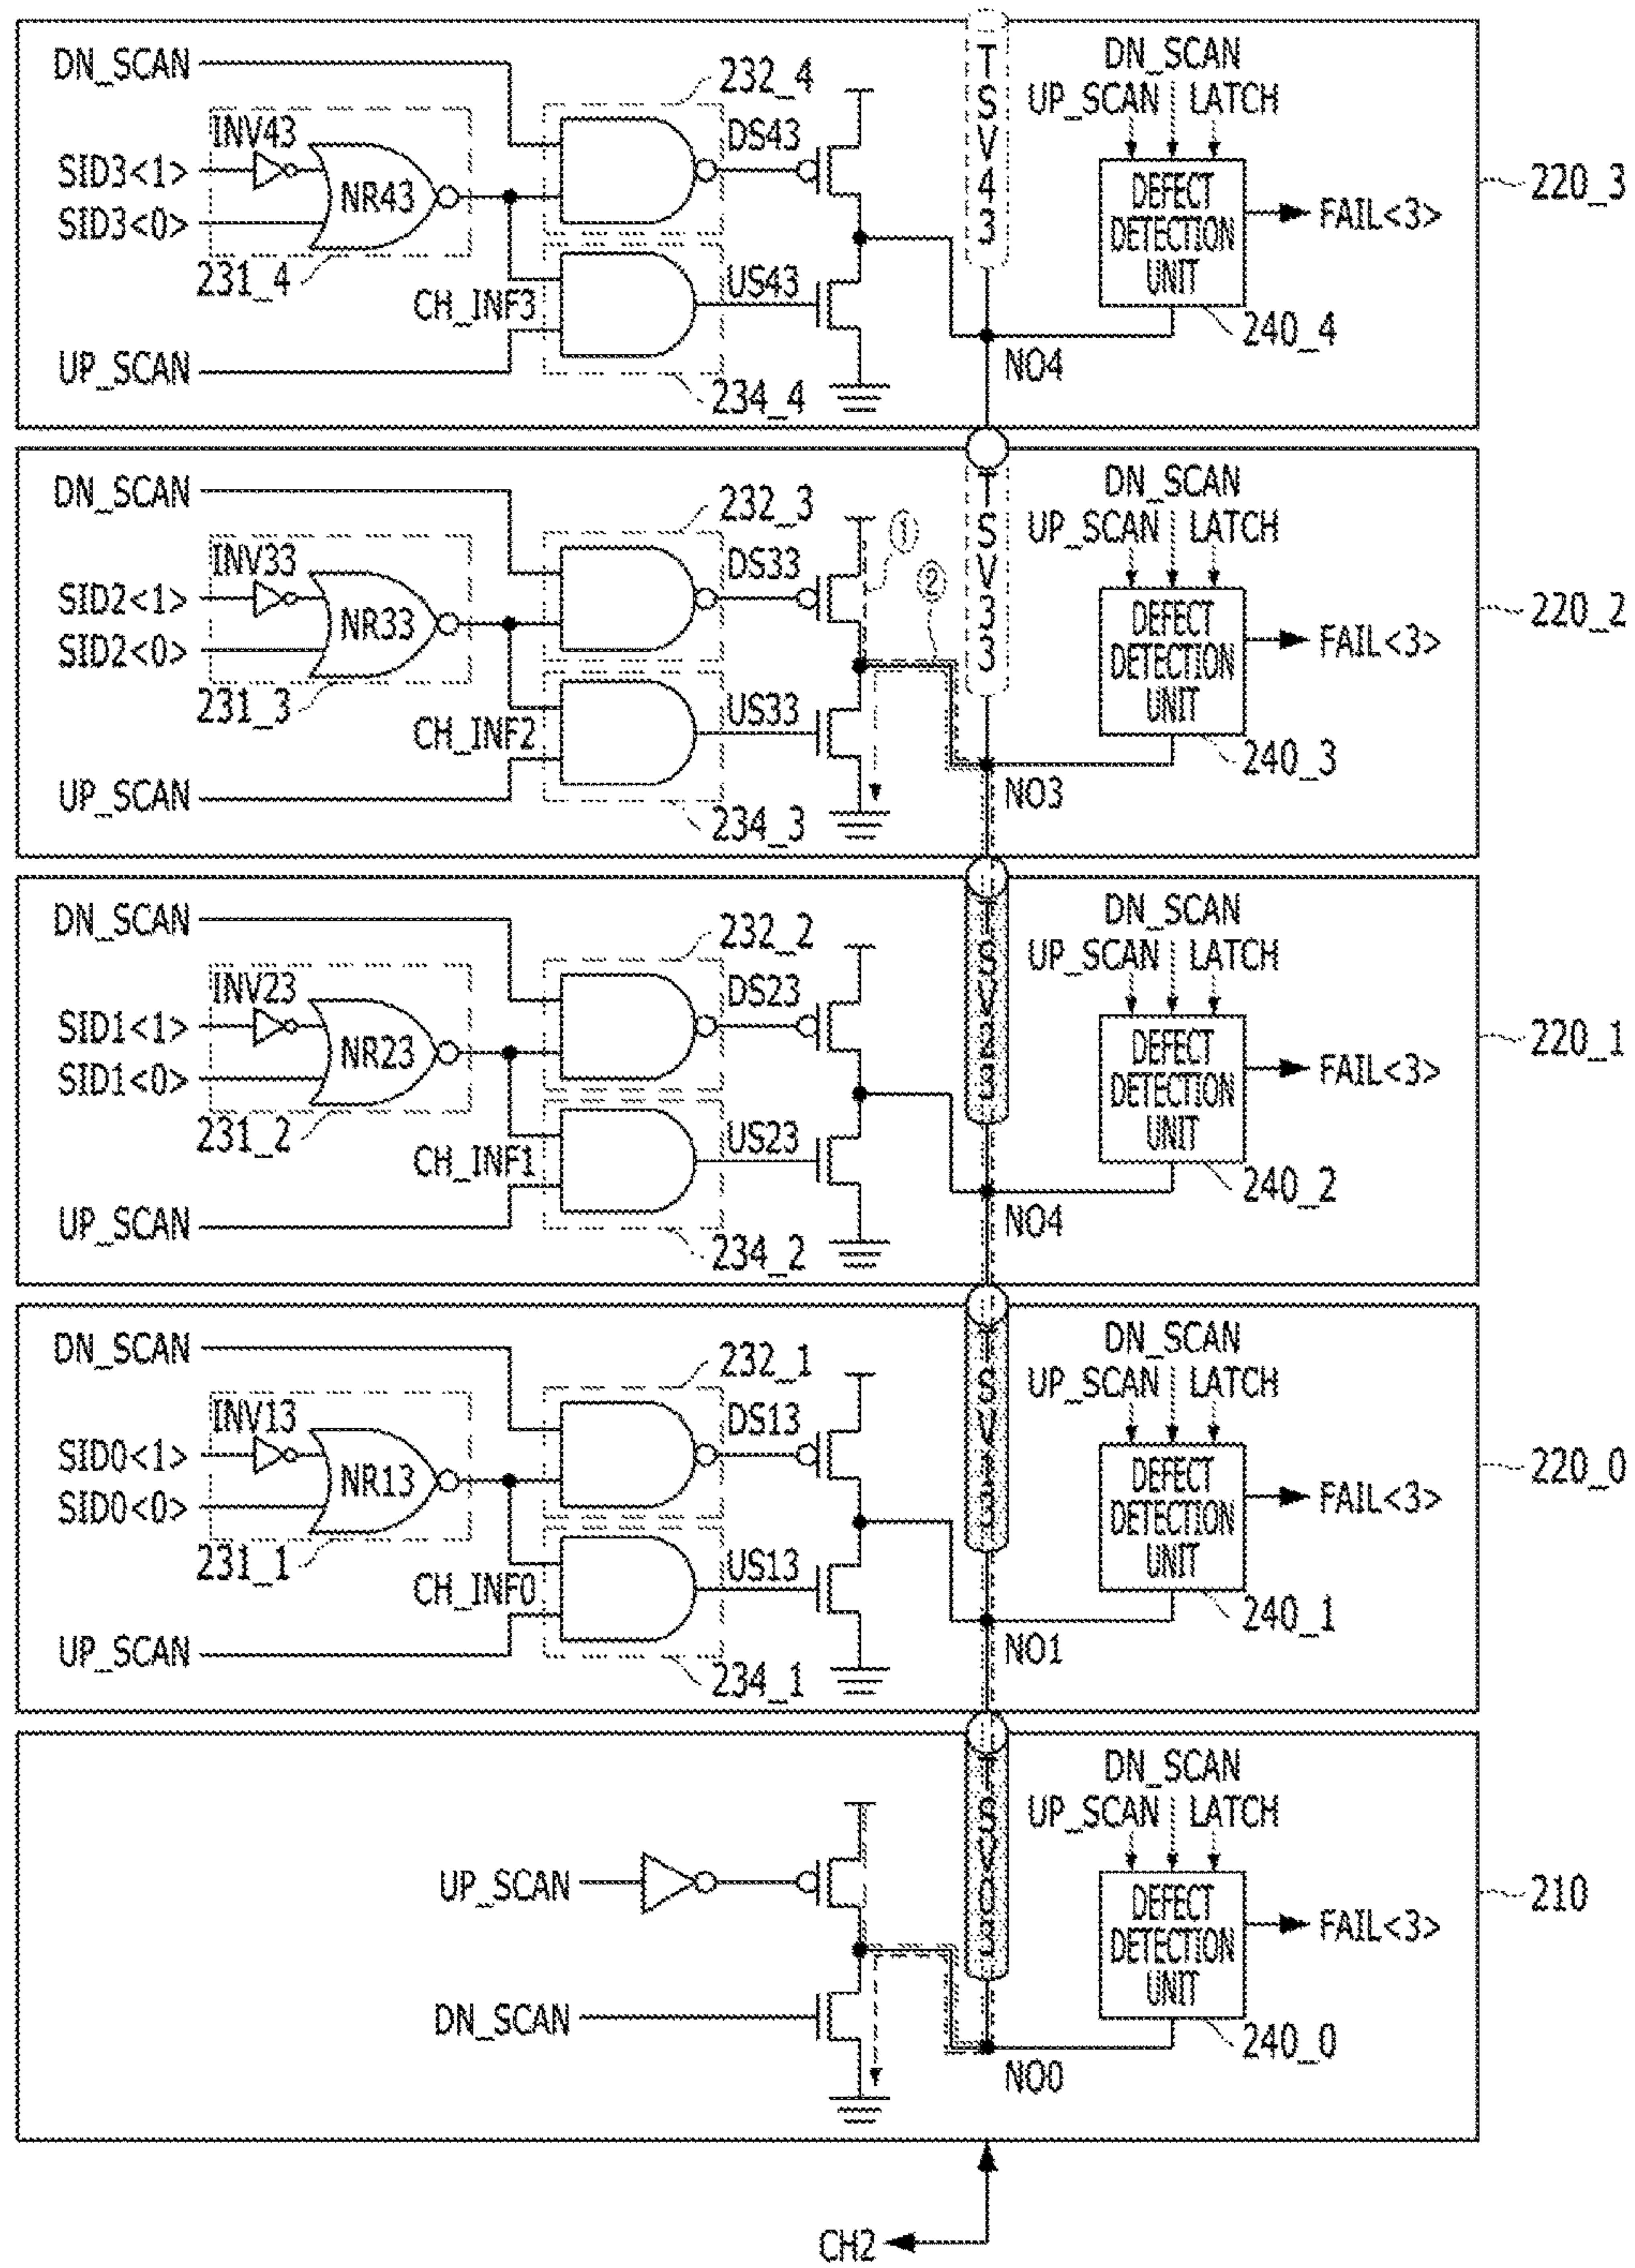 DN_SCAN
232_4
T
S
V
4
3
DN_SCAN
UP_SCAN LATCH
INV43
DS43
SID3<1>
NR43
SID3<0>
DEFECT
DETECTION
UNIT
FAIL<3>
220_3
231_4
CH_INF3
US43
240_4
UP_SCAN
234_4
NO4
DN_SCAN
232_3
①
②
T
S
V
3
3
DN_SCAN
UP_SCAN LATCH
INV33
DS33
SID2<1>
NR33
SID2<0>
DEFECT
DETECTION
UNIT
FAIL<3>
220_2
231_3
CH_INF2
US33
240_3
UP_SCAN
234_3
NO3
DN_SCAN
232_2
T
S
V
2
3
DN_SCAN
UP_SCAN LATCH
INV23
DS23
SID1<1>
NR23
SID1<0>
DEFECT
DETECTION
UNIT
FAIL<3>
220_1
231_2
CH_INF1
US23
240_2
UP_SCAN
234_2
NO4
DN_SCAN
232_1
T
S
V
3
DN_SCAN
UP_SCAN LATCH
INV13
DS13
SID0<1>
NR13
SID0<0>
DEFECT
DETECTION
UNIT
FAIL<3>
220_0
231_1
CH_INF0
US13
240_1
UP_SCAN
234_1
NO1
T
S
V
0
3
DN_SCAN
UP_SCAN LATCH
UP_SCAN
DEFECT
DETECTION
UNIT
FAIL<3>
210
DN_SCAN
240_0
NO0
CH2